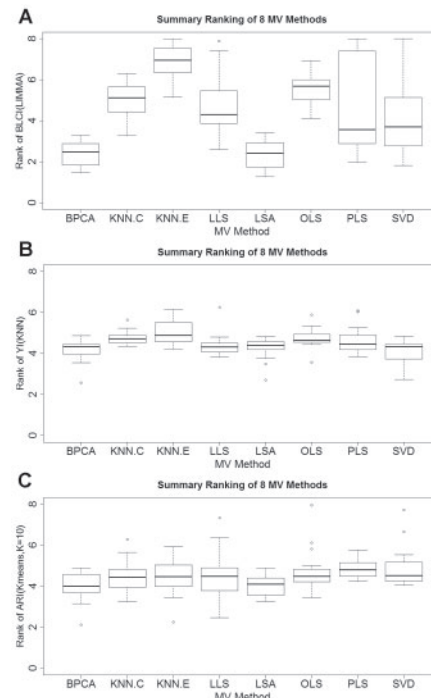 A
Summary Ranking of 8 MV Methods
Rank of BLCI(LIMMA)
0 2 4 6 8
BPCA KNN.C KNN.E LLS LSA OLS PLS SVD
MV Method
B
Summary Ranking of 8 MV Methods
Rank of YI(KNN)
0 2 4 6 8
BPCA KNN.C KNN.E LLS LSA OLS PLS SVD
MV Method
C
Summary Ranking of 8 MV Methods
Rank of ARI(Kmeans,K=10)
0 2 4 6 8
BPCA KNN.C KNN.E LLS LSA OLS PLS SVD
MV Method